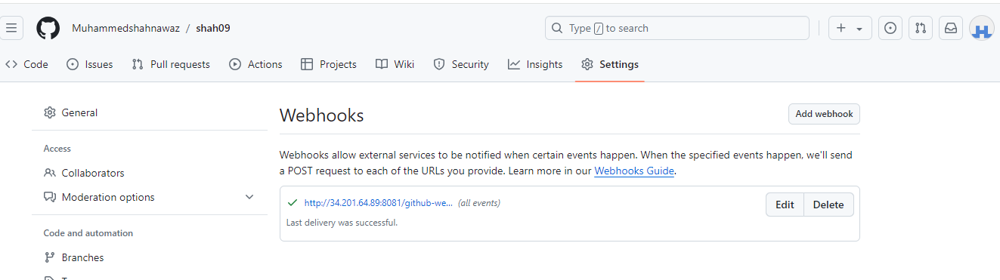 Muhammedshahnawaz / shah09
Type / to search
Code Issues Pull requests Actions Projects Wiki Security Insights Settings
General
Access
Collaborators
Moderation options
Code and automation
Branches
Webhooks
Add webhook
Webhooks allow external services to be notified when certain events happen. When the specified events happen, we'll send
a POST request to each of the URLs you provide. Learn more in our Webhooks Guide.
http://34.201.64.89:8081/github-we... (all events)
Edit Delete
Last delivery was successful.